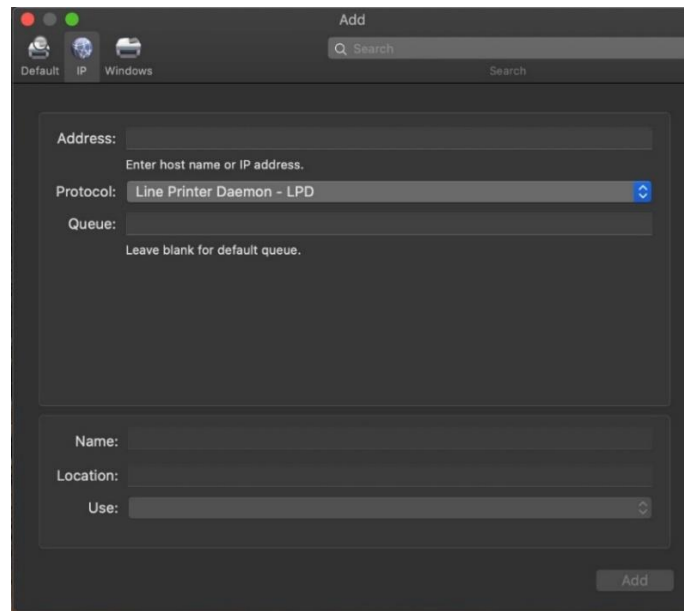 Add
Default IP Windows
Search
Search
Address:
Enter host name or IP address.
Protocol: Line Printer Daemon - LPD
Queue:
Leave blank for default queue.
Name:
Location:
Use:
Add